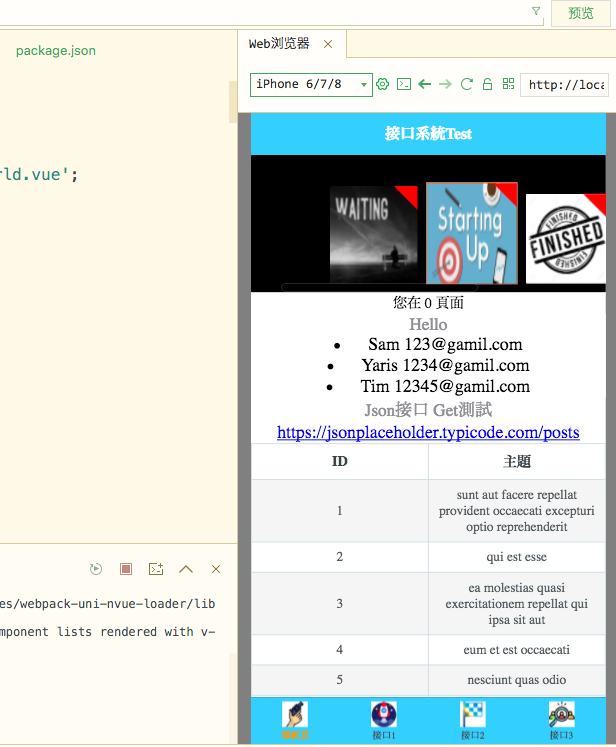 预览
package.json
Web浏览器
iPhone 6/7/8
http://loca
rld.vue';
接口系統Test
WAITING
Starting Up
FINISHED
FINISHED
FINISHED
您在 0 頁面
Hello
Sam 123@gamil.com
Yaris 1234@gamil.com
Tim 12345@gamil.com
Json接口 Get測試
https://jsonplaceholder.typicode.com/posts
ID 主題
1 sunt aut facere repellat
provident occaecati excepturi
optio reprehenderit
2 qui est esse
3 ea molestias quasi
exercitationem repellat qui
ipsa sit aut
4 eum et est occaecati
5 nesciunt quas odio
es/webpack-uni-nvue-loader/lib
mponent lists rendered with v-
接口1
接口2
接口3